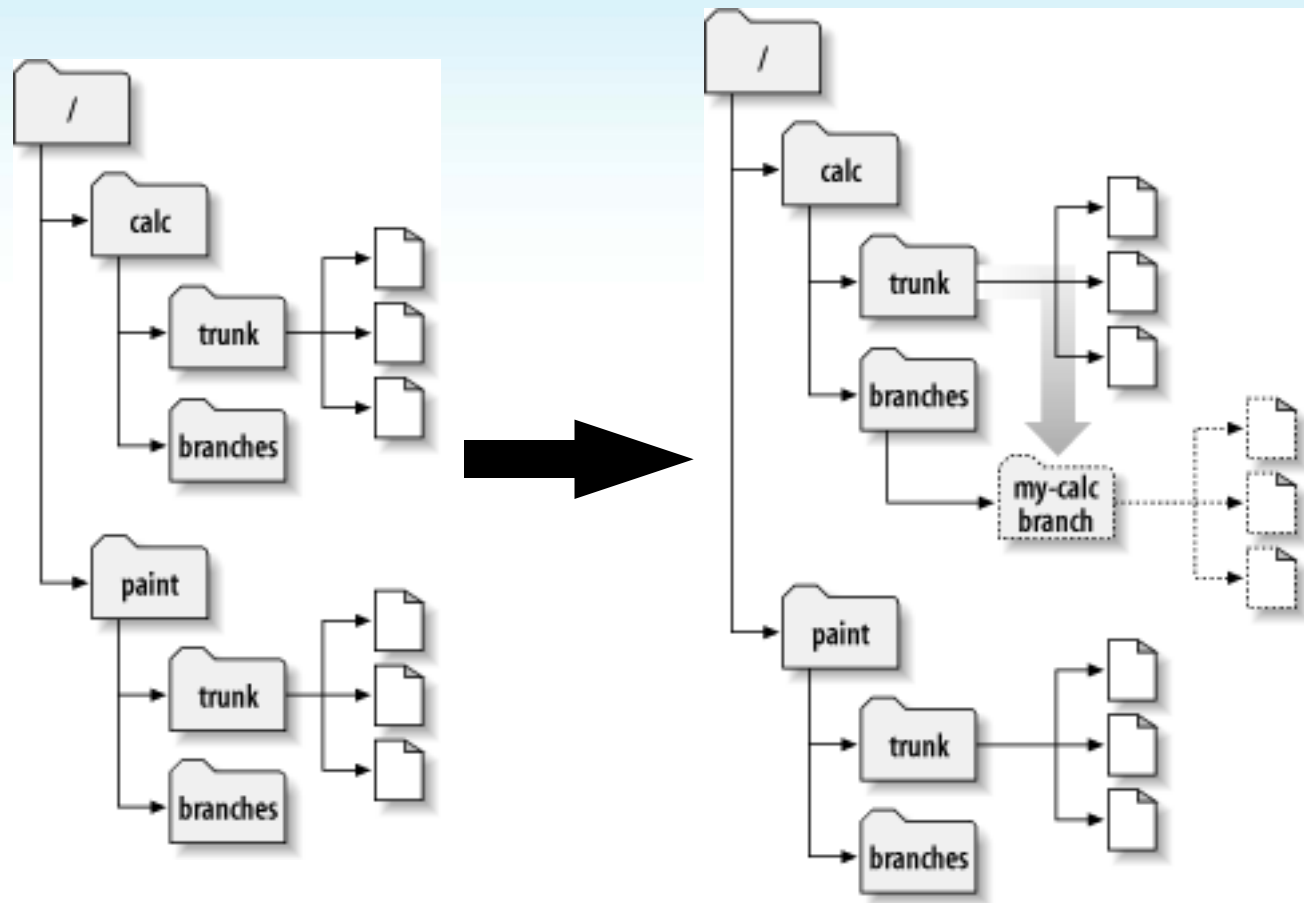 /
calc
trunk
branches
paint
trunk
branches
/
calc
trunk
branches
my-calc
branch
paint
trunk
branches